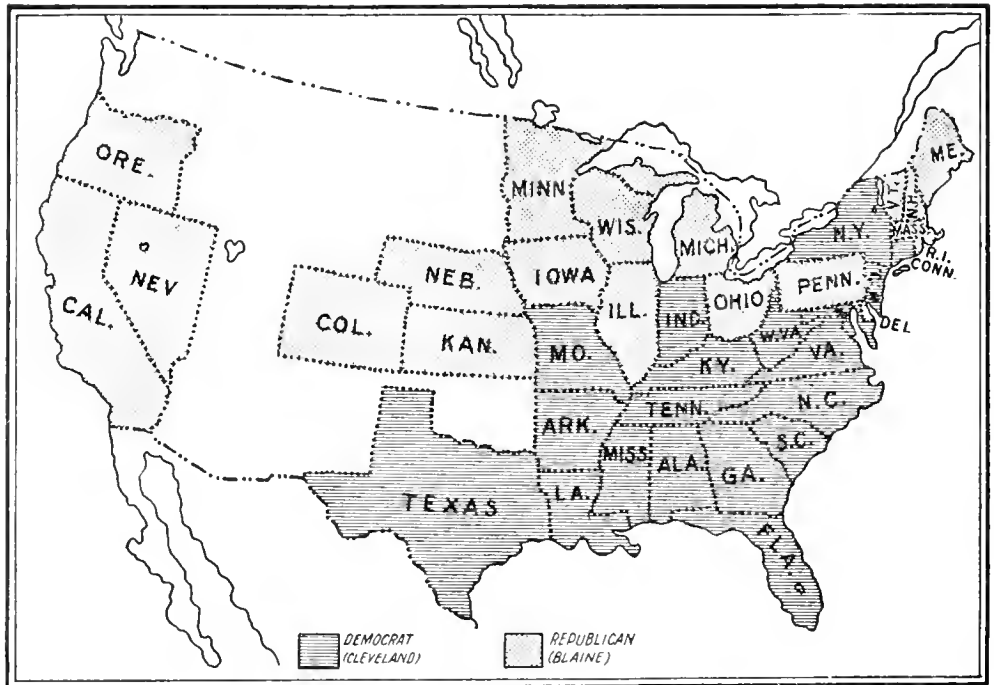 ORE.
MINN
ME.
VT.
N.H.
WIS.
MICH.
N.Y.
MASS.
R.I.
CONN.
NEV
NEB.
IOWA
CAL.
COL.
KAN.
ILL.
IND.
OHIO
PENN.
DEL
W.VA.
MO.
KY.
VA.
TENN.
N.C.
ARK.
S.C.
MISS.
ALA.
GA.
TEXAS
LA.
FLA.
DEMOCRAT
(CLEVELAND)
REPUBLICAN
(BLAINE)